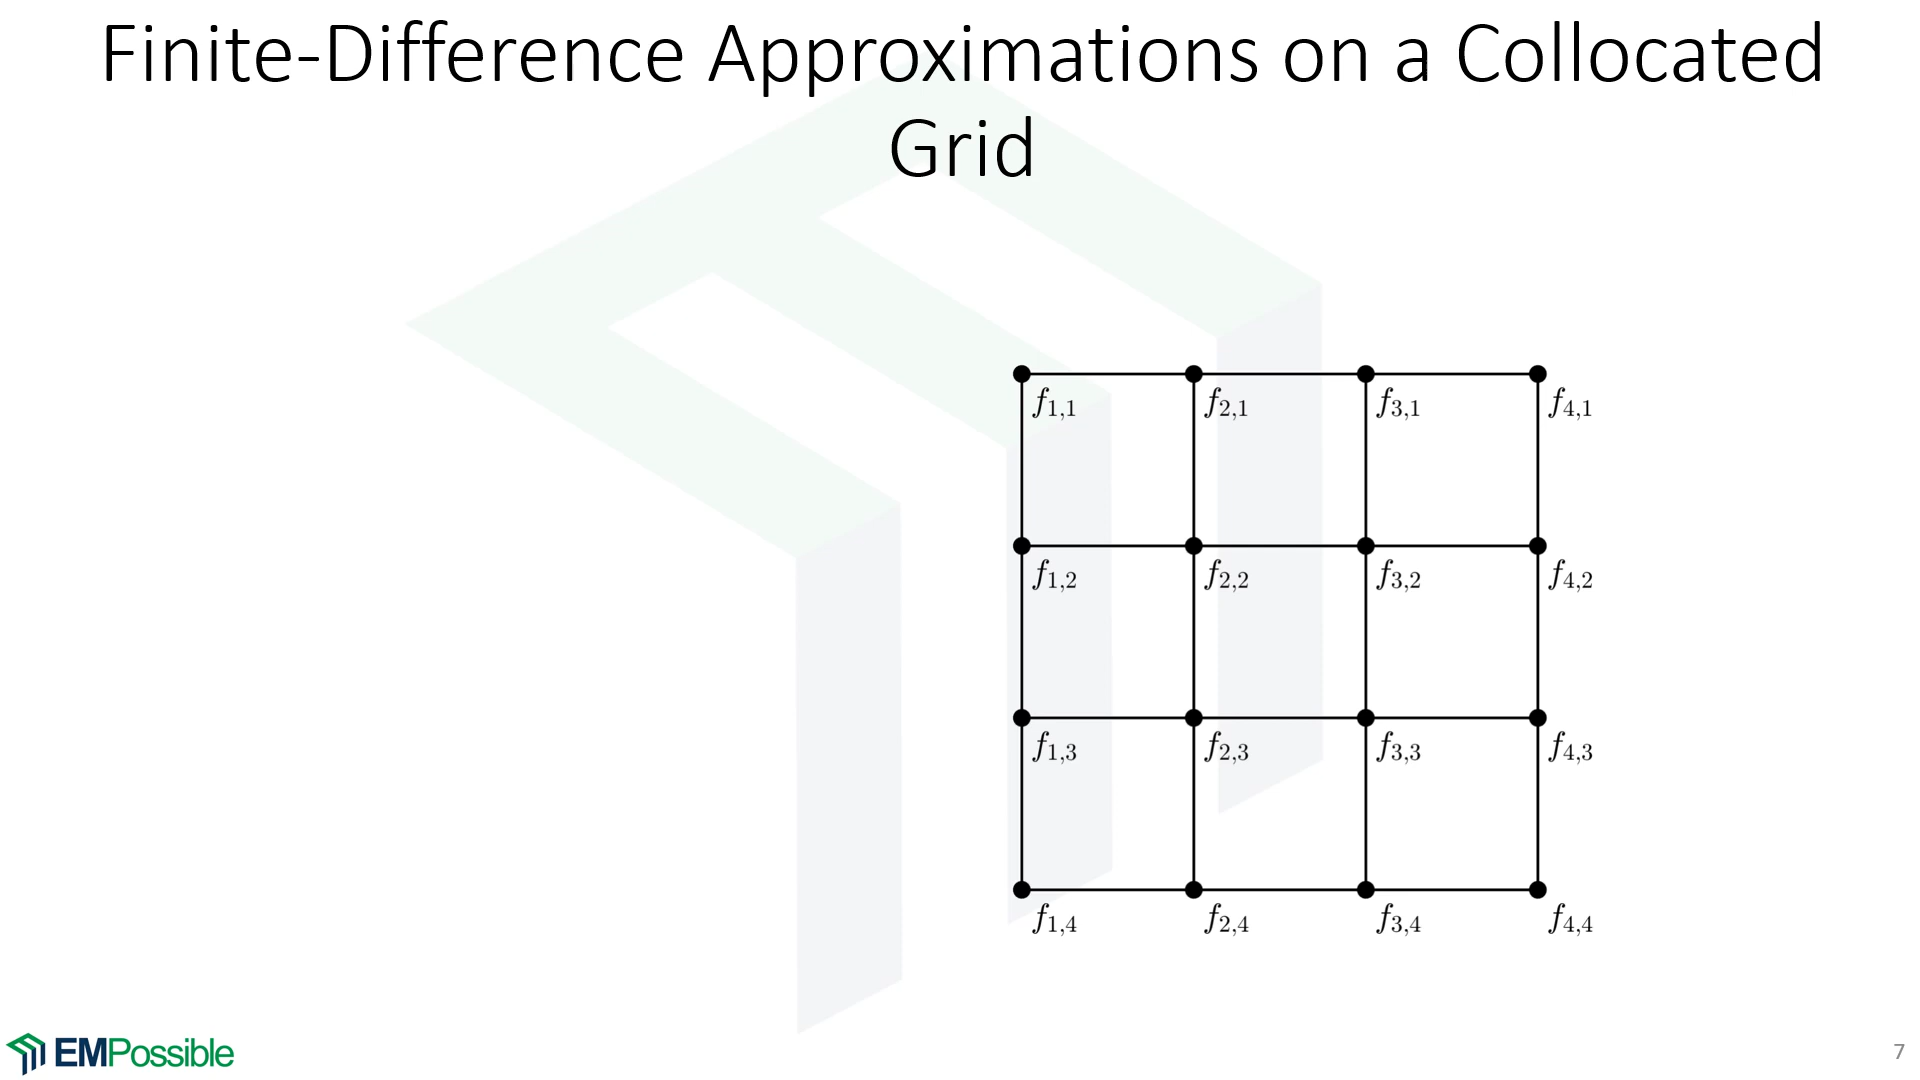 Finite-Difference Approximations on a Collocated
Grid
f1,1 f2,1 f3,1 f4,1
f1,2 f2,2 f3,2 f4,2
f1,3 f2,3 f3,3 f4,3
f1,4 f2,4 f3,4 f4,4
EMPossible
7